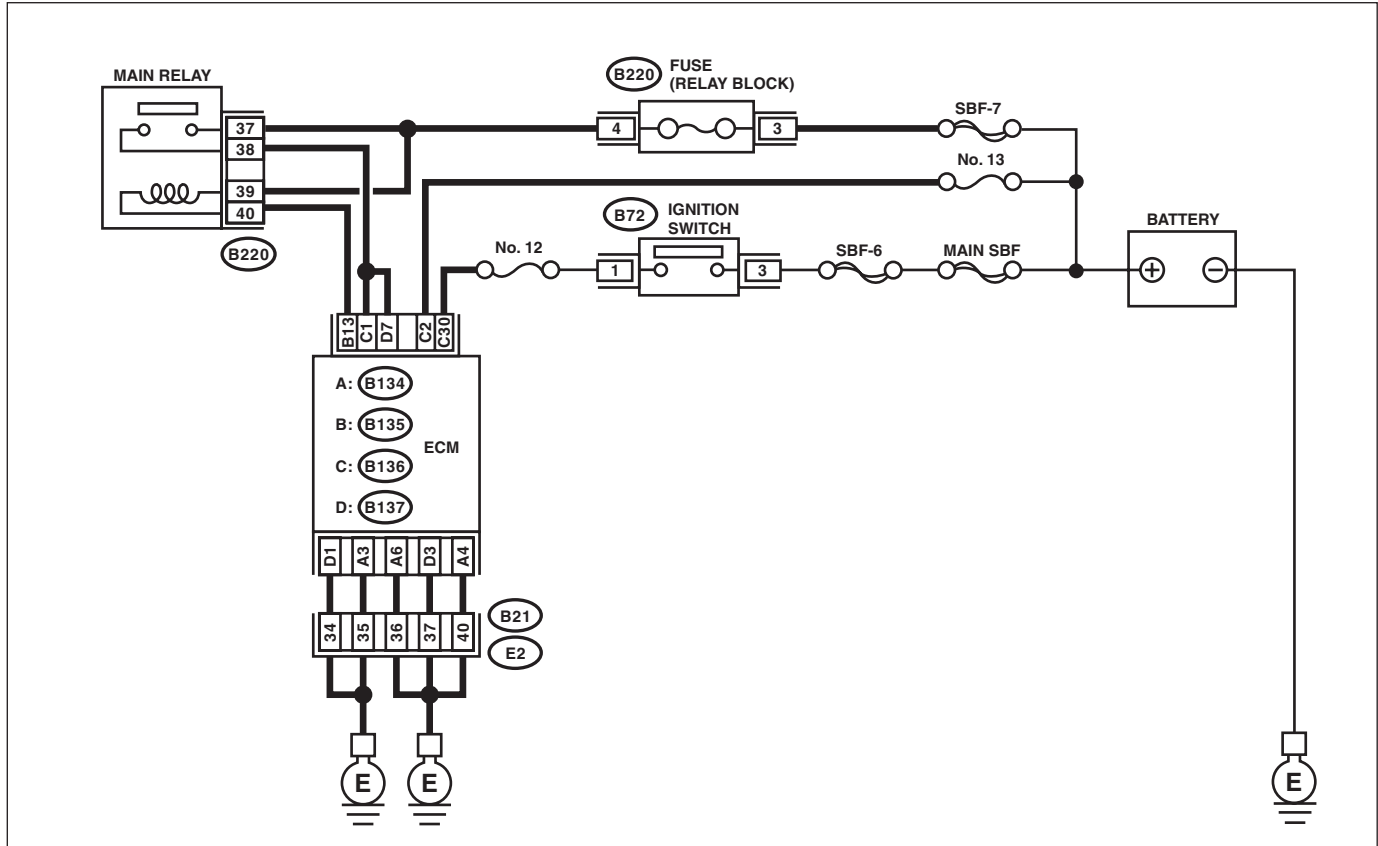 MAIN RELAY
37
38
39
40
B220
B220
FUSE
(RELAY BLOCK)
4
3
SBF-7
No. 13
B72
IGNITION
SWITCH
No. 12
1
3
SBF-6
MAIN SBF
BATTERY
+
−
B13
C1
D7
C2
C30
A: B134
B: B135
C: B136
D: B137
ECM
D1
A3
A6
D3
A4
34
35
36
37
40
B21
E2
E
E
E